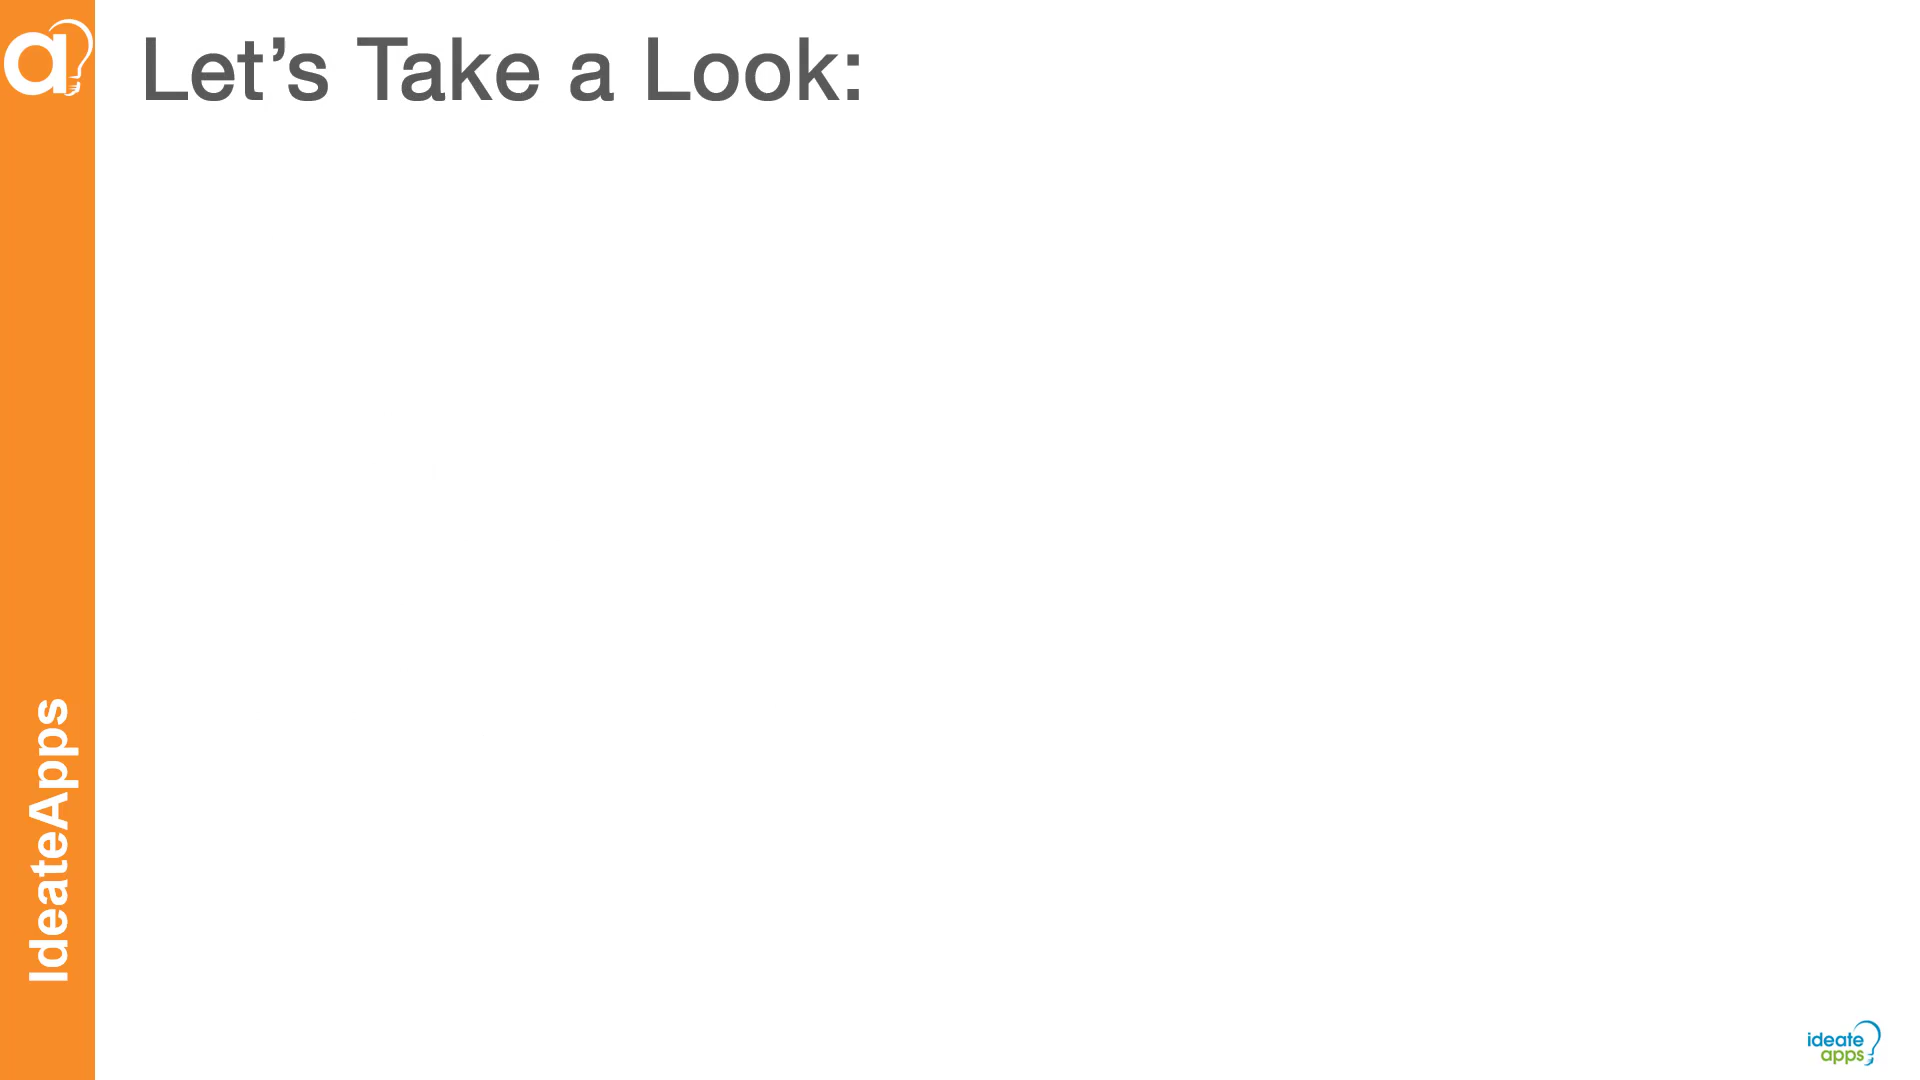 a
Let’s Take a Look:
IdeateApps
ideate
apps